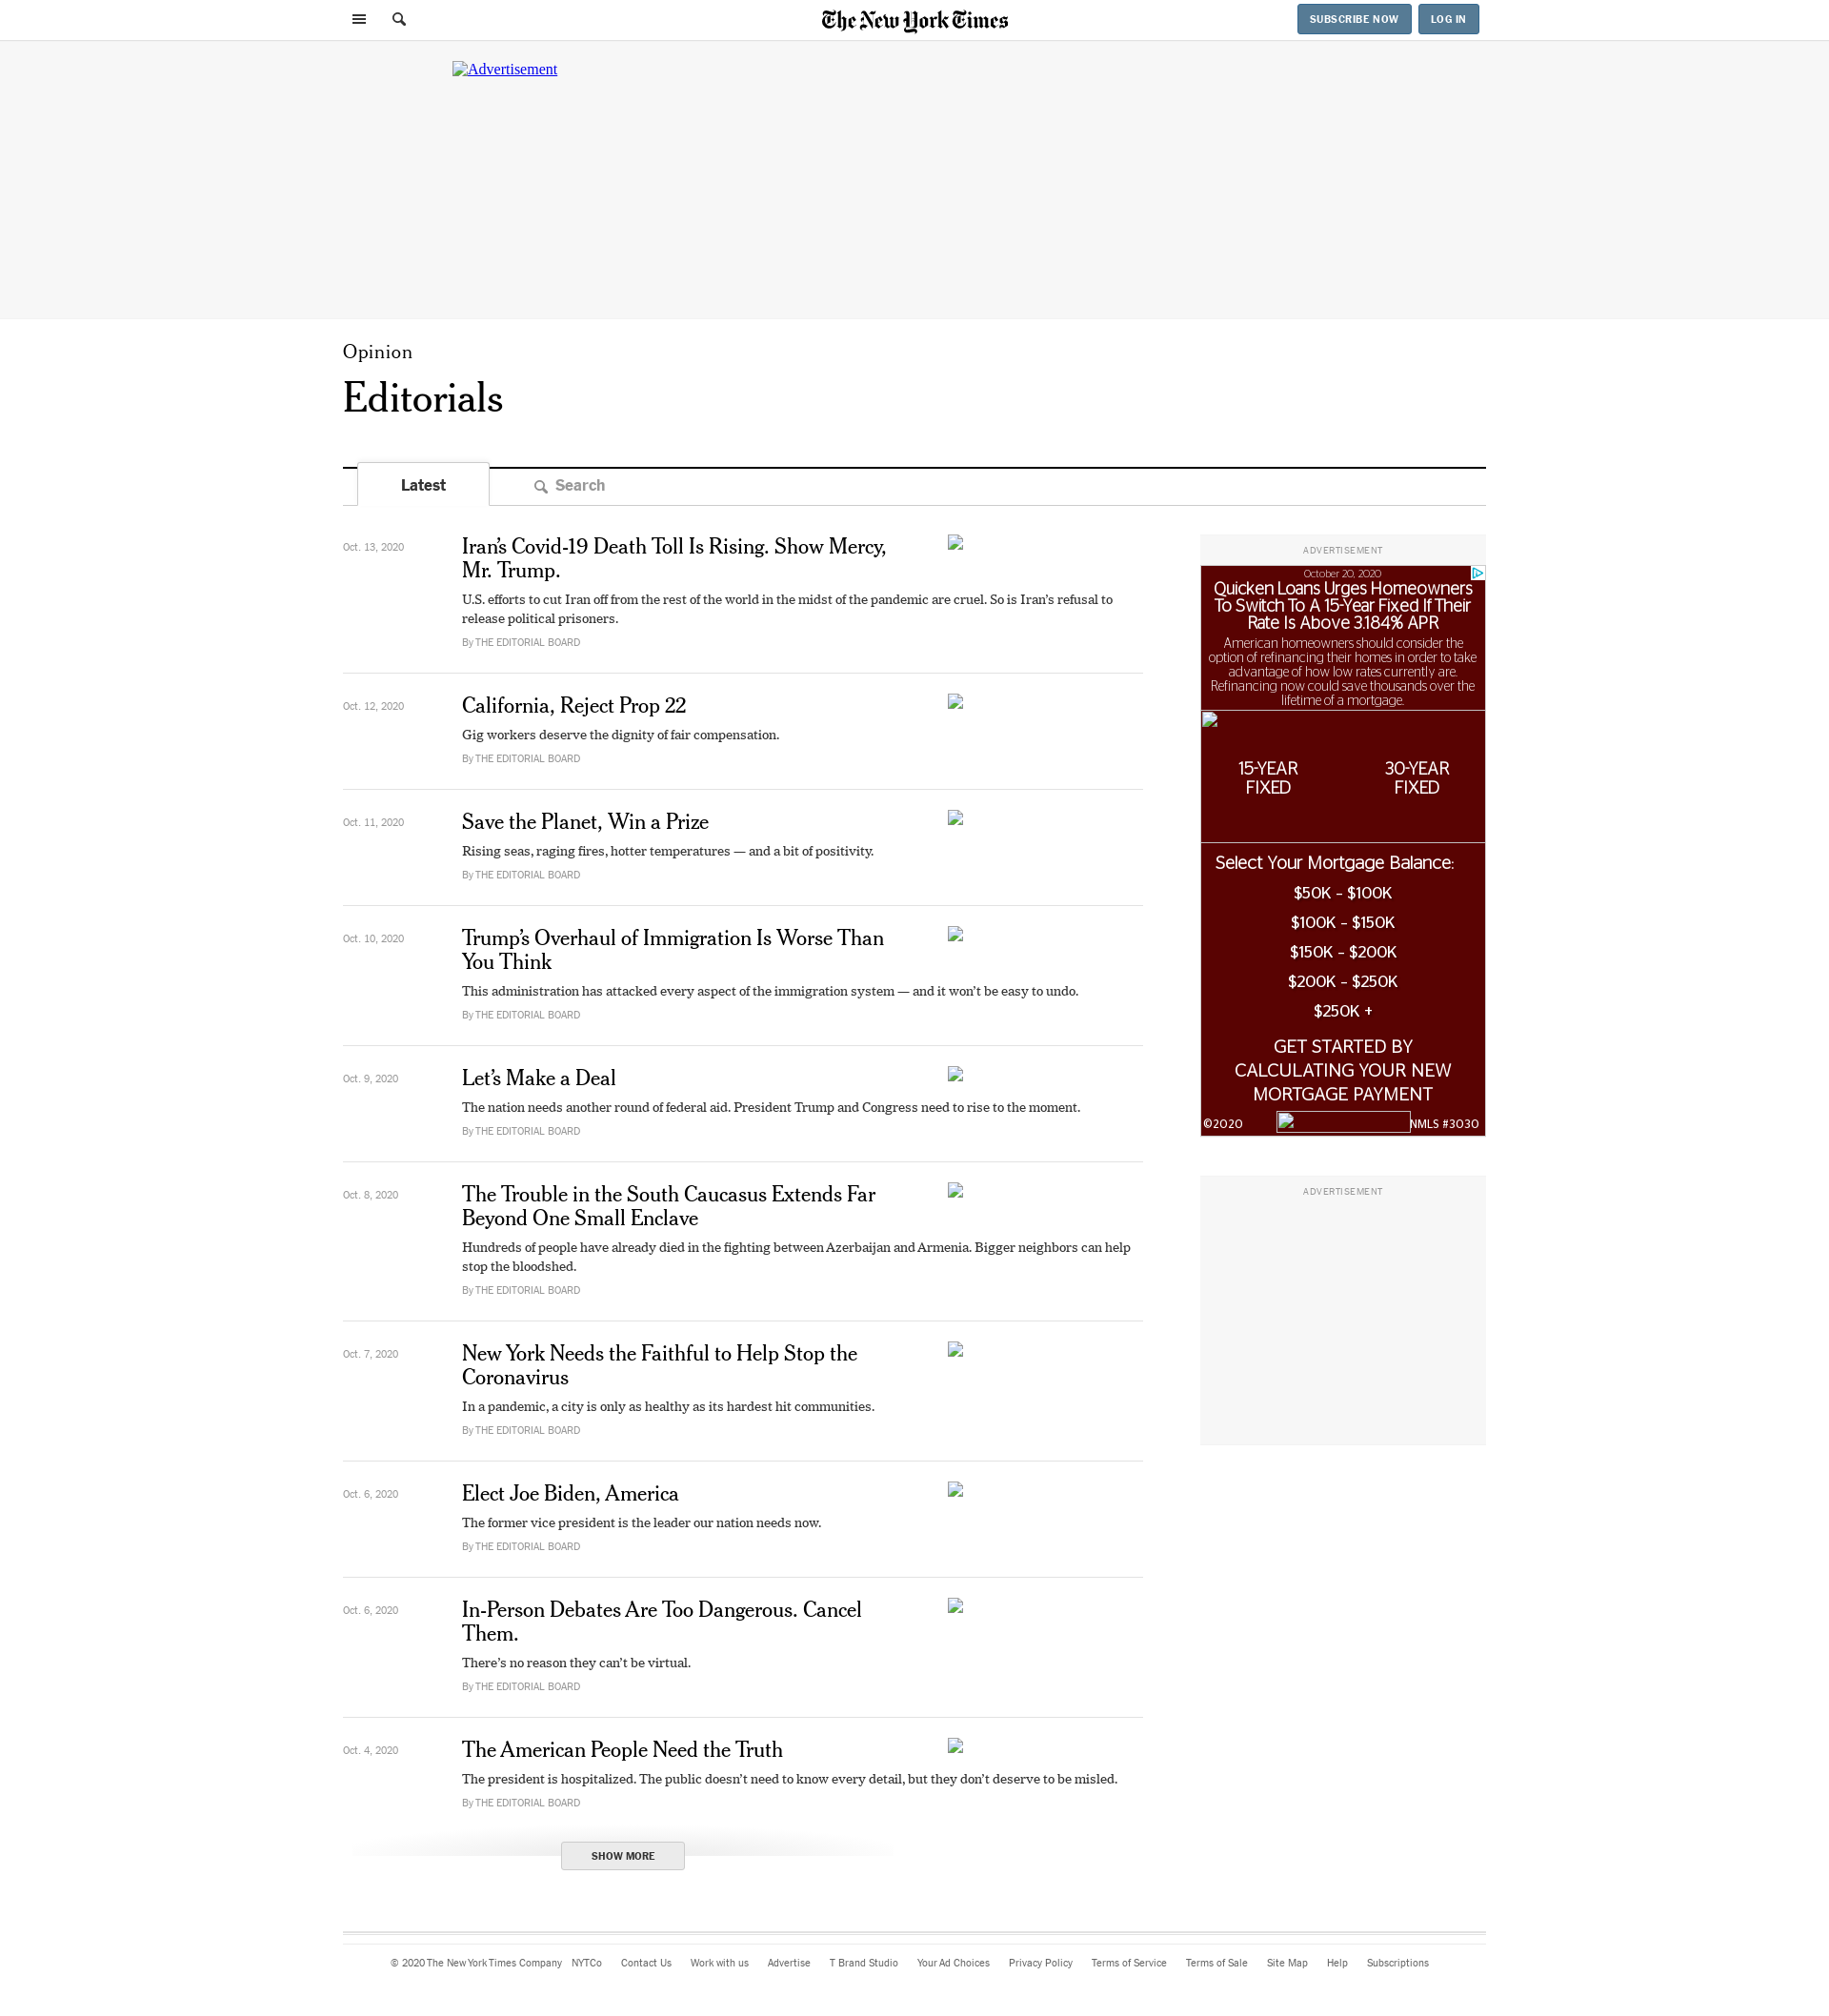 The New York Times
SUBSCRIBE NOW
LOG IN
Advertisement
Opinion
Editorials
Latest
Search
Oct. 13, 2020
Iran’s Covid-19 Death Toll Is Rising. Show Mercy,
Mr. Trump.
U.S. efforts to cut Iran off from the rest of the world in the midst of the pandemic are cruel. So is Iran’s refusal to
release political prisoners.
By THE EDITORIAL BOARD
Oct. 12, 2020
California, Reject Prop 22
Gig workers deserve the dignity of fair compensation.
By THE EDITORIAL BOARD
Oct. 11, 2020
Save the Planet, Win a Prize
Rising seas, raging fires, hotter temperatures — and a bit of positivity.
By THE EDITORIAL BOARD
Oct. 10, 2020
Trump’s Overhaul of Immigration Is Worse Than
You Think
This administration has attacked every aspect of the immigration system — and it won’t be easy to undo.
By THE EDITORIAL BOARD
Oct. 9, 2020
Let’s Make a Deal
The nation needs another round of federal aid. President Trump and Congress need to rise to the moment.
By THE EDITORIAL BOARD
Oct. 8, 2020
The Trouble in the South Caucasus Extends Far
Beyond One Small Enclave
Hundreds of people have already died in the fighting between Azerbaijan and Armenia. Bigger neighbors can help
stop the bloodshed.
By THE EDITORIAL BOARD
Oct. 7, 2020
New York Needs the Faithful to Help Stop the
Coronavirus
In a pandemic, a city is only as healthy as its hardest hit communities.
By THE EDITORIAL BOARD
Oct. 6, 2020
Elect Joe Biden, America
The former vice president is the leader our nation needs now.
By THE EDITORIAL BOARD
Oct. 6, 2020
In-Person Debates Are Too Dangerous. Cancel
Them.
There’s no reason they can’t be virtual.
By THE EDITORIAL BOARD
Oct. 4, 2020
The American People Need the Truth
The president is hospitalized. The public doesn’t need to know every detail, but they don’t deserve to be misled.
By THE EDITORIAL BOARD
SHOW MORE
ADVERTISEMENT
October 20, 2020
Quicken Loans Urges Homeowners
To Switch To A 15-Year Fixed If Their
Rate Is Above 3.184% APR
American homeowners should consider the
option of refinancing their homes in order to take
advantage of how low rates currently are.
Refinancing now could save thousands over the
lifetime of a mortgage.
15-YEAR
FIXED
30-YEAR
FIXED
Select Your Mortgage Balance:
$50K - $100K
$100K - $150K
$150K - $200K
$200K - $250K
$250K +
GET STARTED BY
CALCULATING YOUR NEW
MORTGAGE PAYMENT
©2020
NMLS #3030
ADVERTISEMENT
© 2020 The New York Times Company
NYTCo
Contact Us
Work with us
Advertise
T Brand Studio
Your Ad Choices
Privacy Policy
Terms of Service
Terms of Sale
Site Map
Help
Subscriptions